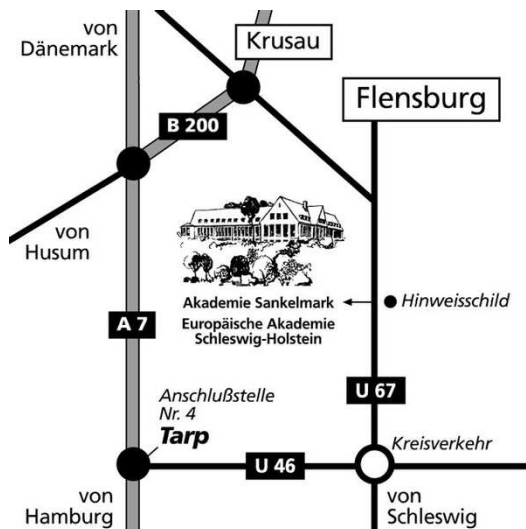 von
Dänemark
Krusau
Flensburg
B 200
von
Husum
Akademie Sankelmark
Hinweisschild
Europäische Akademie
Schleswig-Holstein
A 7
U 67
Anschlußstelle
Nr. 4
Tarp
Kreisverkehr
U 46
von
Hamburg
von
Schleswig